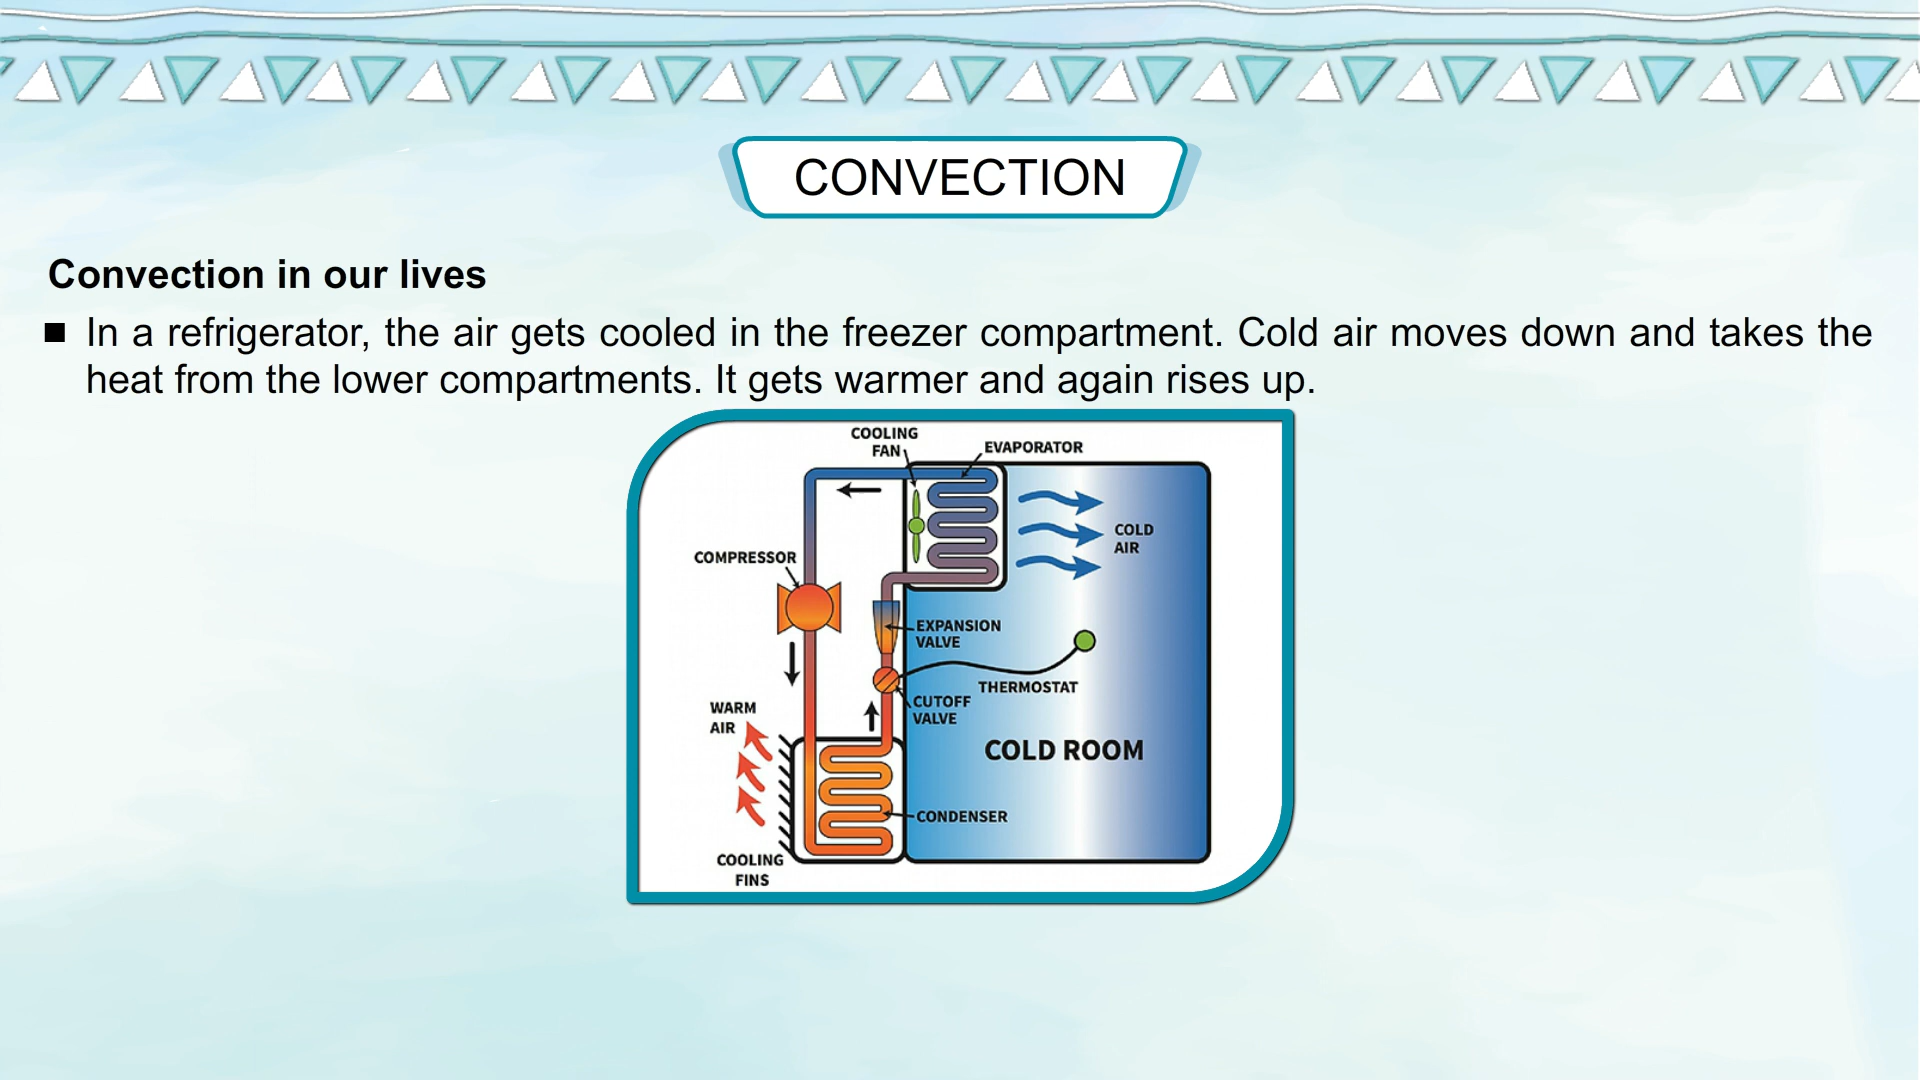 CONVECTION
Convection in our lives
In a refrigerator, the air gets cooled in the freezer compartment. Cold air moves down and takes the
heat from the lower compartments. It gets warmer and again rises up.
COOLING
FAN
EVAPORATOR
COLD
AIR
COMPRESSOR
EXPANSION
VALVE
THERMOSTAT
CUTOFF
VALVE
WARM
AIR
COLD ROOM
CONDENSER
COOLING
FINS